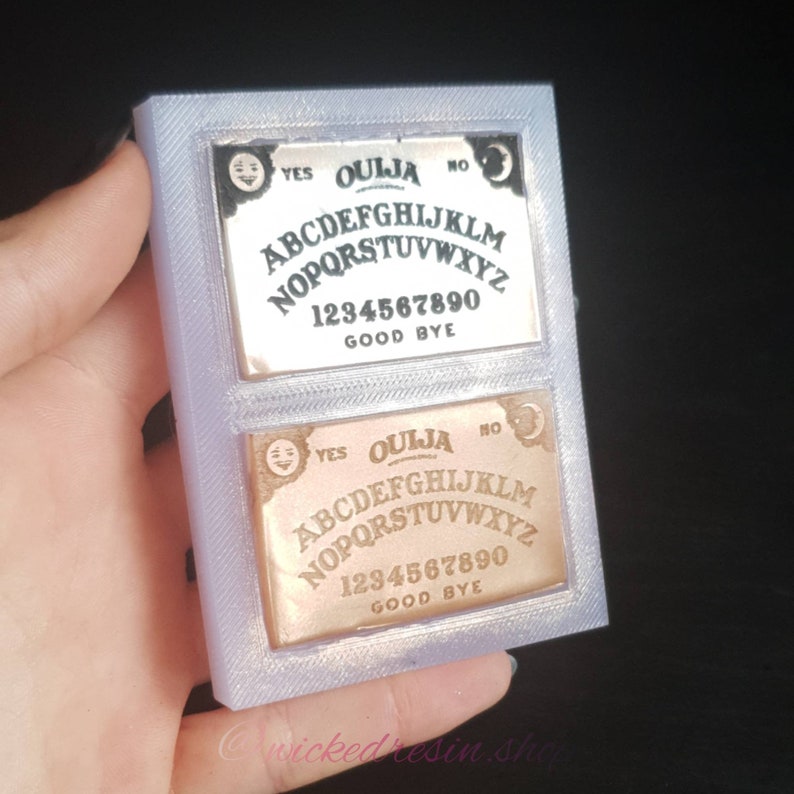 YES OUIJA NO
ABCDEFGHIJKLM
NOPQRSTUVWXYZ
1234567890
GOOD BYE
YES OUIJA NO
ABCDEFGHIJKLM
NOPQRSTUVWXYZ
1234567890
GOOD BYE
@wickedresin.shop